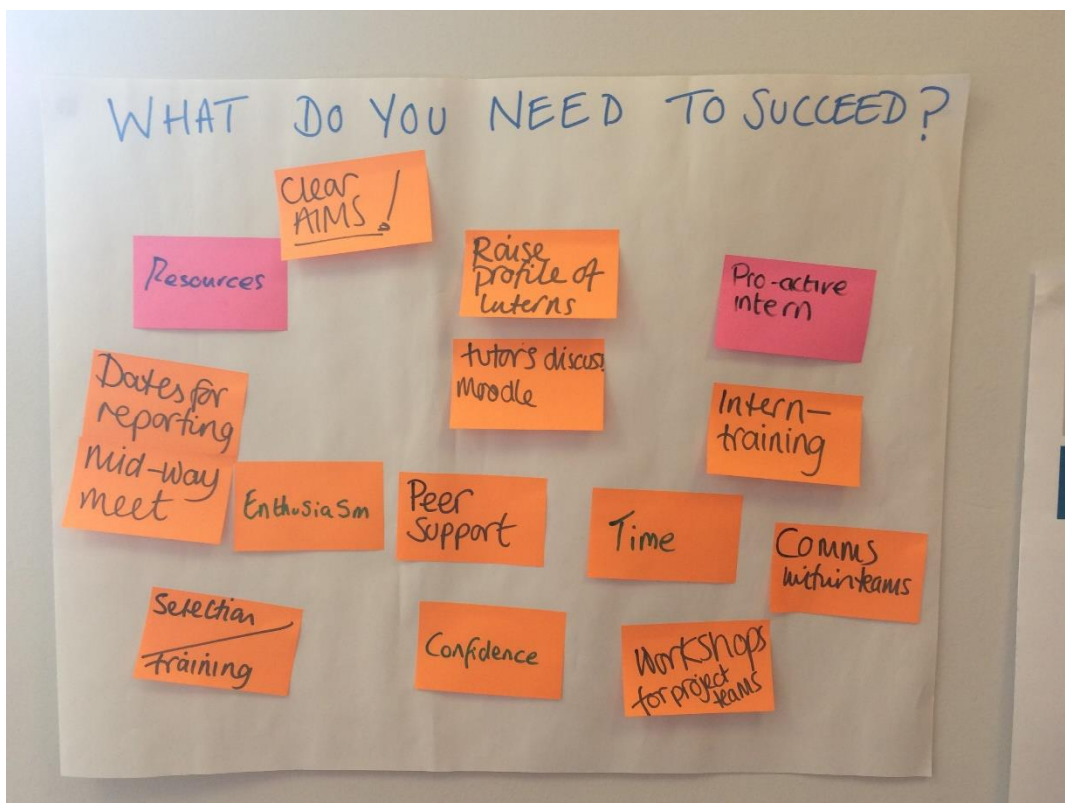 WHAT DO YOU NEED TO SUCCEED?
Clear
AIMS!
Resources
Raise
profile of
Interns
Pro-active
intern
tutors discuss
Moodle
Dates for
reporting
Mid-way
meet
Intern-
training
Enthusiasm
Peer
Support
Time
Comms
within teams
Selection
training
Confidence
Workshops
for project
teams